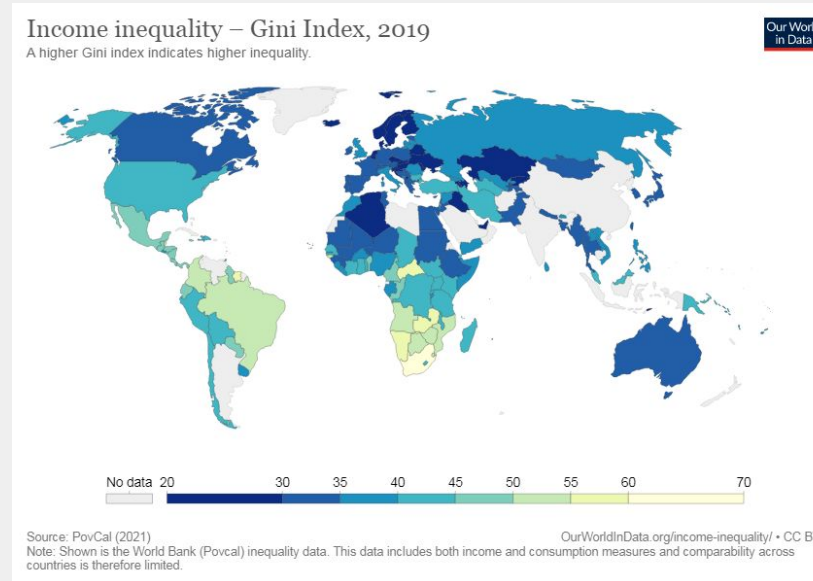 Income inequality – Gini Index, 2019
A higher Gini index indicates higher inequality.
Our Worl
in Data
No data 20 30 35 40 45 50 55 60 70
Source: PovCal (2021)
OurWorldInData.org/income-inequality/ • CC B
Note: Shown is the World Bank (Povcal) inequality data. This data includes both income and consumption measures and comparability across
countries is therefore limited.